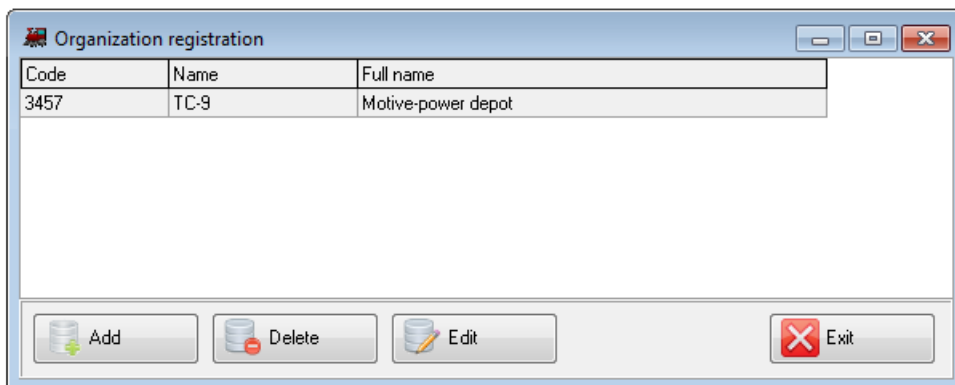 Organization registration
Code Name Full name
3457 TC-9 Motive-power depot
Add Delete Edit Exit